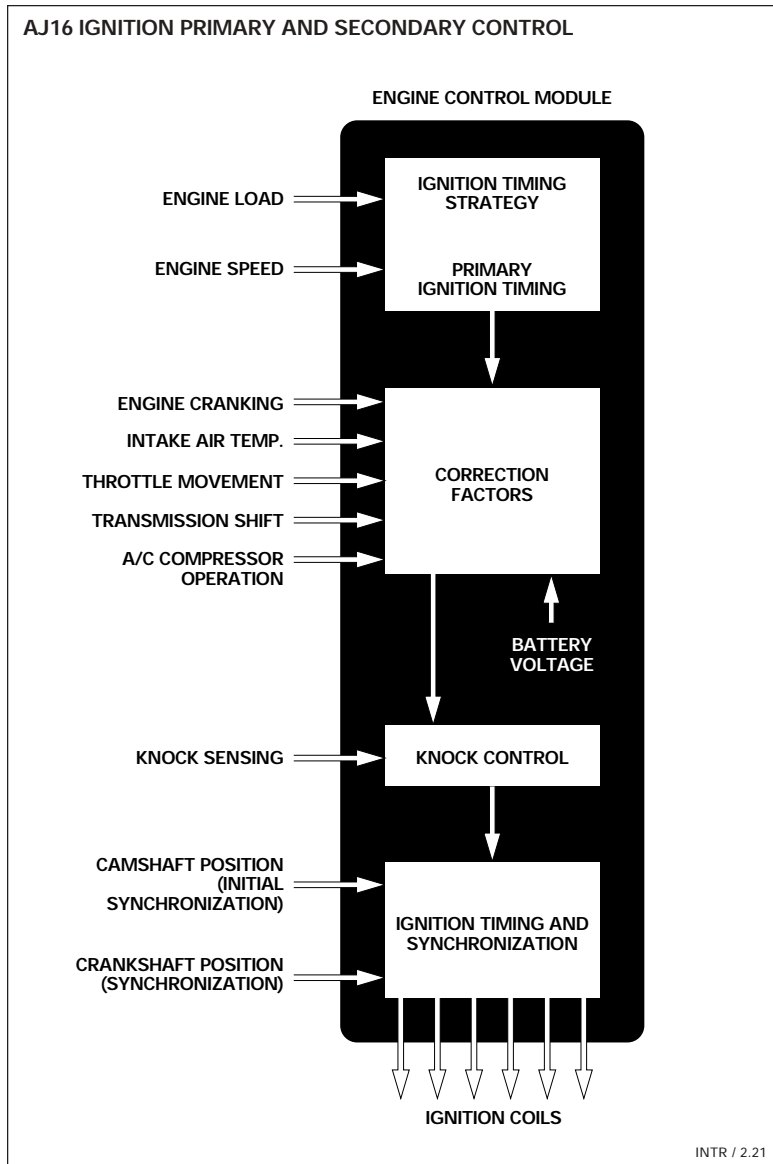 AJ16 IGNITION PRIMARY AND SECONDARY CONTROL
ENGINE CONTROL MODULE
IGNITION TIMING
STRATEGY
ENGINE LOAD
ENGINE SPEED
PRIMARY
IGNITION TIMING
ENGINE CRANKING
INTAKE AIR TEMP.
THROTTLE MOVEMENT
TRANSMISSION SHIFT
A/C COMPRESSOR
OPERATION
CORRECTION
FACTORS
BATTERY
VOLTAGE
KNOCK SENSING
KNOCK CONTROL
CAMSHAFT POSITION
(INITIAL
SYNCHRONIZATION)
CRANKSHAFT POSITION
(SYNCHRONIZATION)
IGNITION TIMING AND
SYNCHRONIZATION
IGNITION COILS
INTR / 2.21